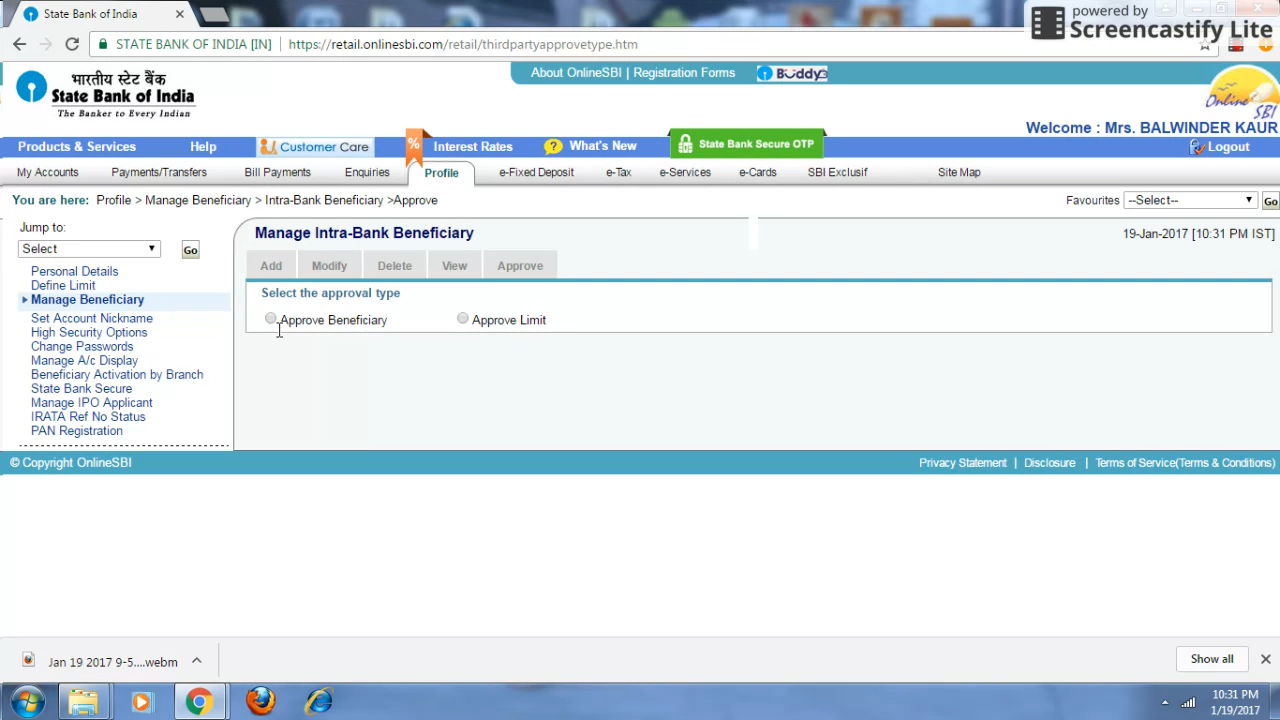 State Bank of India
powered by
Screencastify Lite
STATE BANK OF INDIA [IN] https://retail.onlinesbi.com/retail/thirdpartyapprovetype.htm
About OnlineSBI | Registration Forms
Buddy
भारतीय स्टेट बैंक
State Bank of India
The Banker to Every Indian
Online
SBI
Welcome : Mrs. BALWINDER KAUR
Products & Services Help Customer Care % Interest Rates ? What's New State Bank Secure OTP Logout
My Accounts Payments/Transfers Bill Payments Enquiries Profile e-Fixed Deposit e-Tax e-Services e-Cards SBI Exclusif Site Map
You are here: Profile > Manage Beneficiary > Intra-Bank Beneficiary >Approve Favourites --Select-- Go
Jump to:
Select Go
Personal Details
Define Limit
Manage Beneficiary
Set Account Nickname
High Security Options
Change Passwords
Manage A/c Display
Beneficiary Activation by Branch
State Bank Secure
Manage IPO Applicant
IRATA Ref No Status
PAN Registration
Manage Intra-Bank Beneficiary 19-Jan-2017 [10:31 PM IST]
Add Modify Delete View Approve
Select the approval type
Approve Beneficiary Approve Limit
© Copyright OnlineSBI Privacy Statement | Disclosure | Terms of Service(Terms & Conditions)
Jan 19 2017 9-5....webm Show all
10:31 PM
1/19/2017